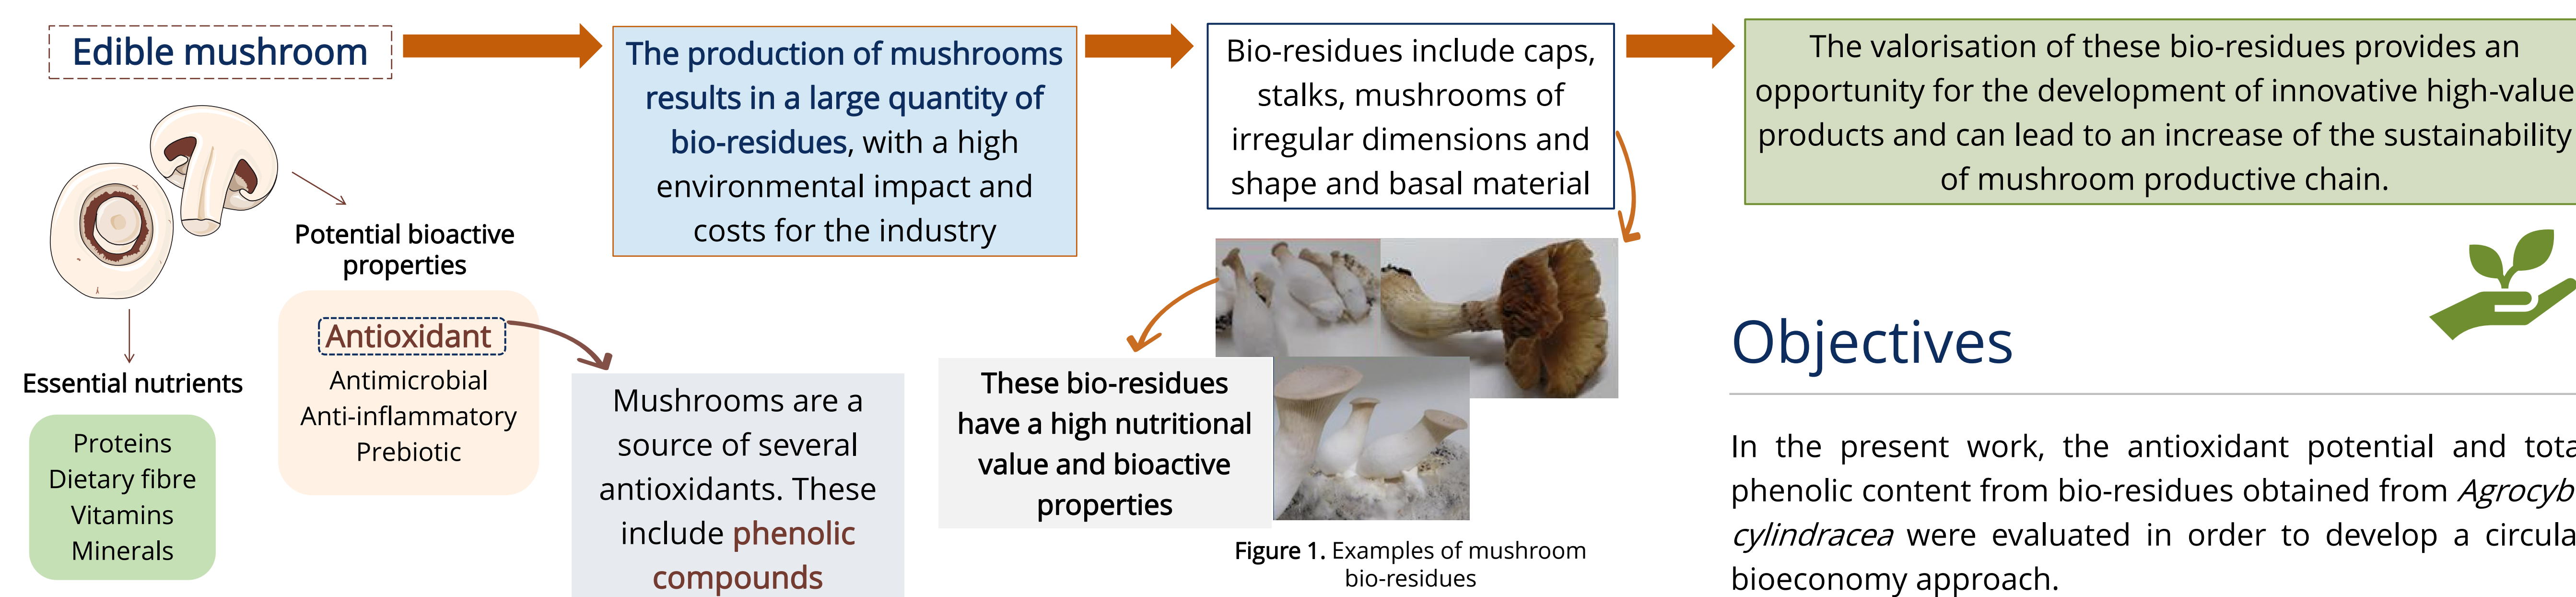 Edible mushroom
The production of mushrooms
results in a large quantity of
bio-residues, with a high
environmental impact and
costs for the industry
Bio-residues include caps,
stalks, mushrooms of
irregular dimensions and
shape and basal material
The valorisation of these bio-residues provides an
opportunity for the development of innovative high-value
products and can lead to an increase of the sustainability
of mushroom productive chain.
Potential bioactive
properties
Antioxidant
Antimicrobial
Anti-inflammatory
Prebiotic
Essential nutrients
Proteins
Dietary fibre
Vitamins
Minerals
Mushrooms are a
source of several
antioxidants. These
include phenolic
compounds
These bio-residues
have a high nutritional
value and bioactive
properties
Figure 1. Examples of mushroom
bio-residues
Objectives
In the present work, the antioxidant potential and tota
phenolic content from bio-residues obtained from Agrocyb
cylindracea were evaluated in order to develop a circula
bioeconomy approach.